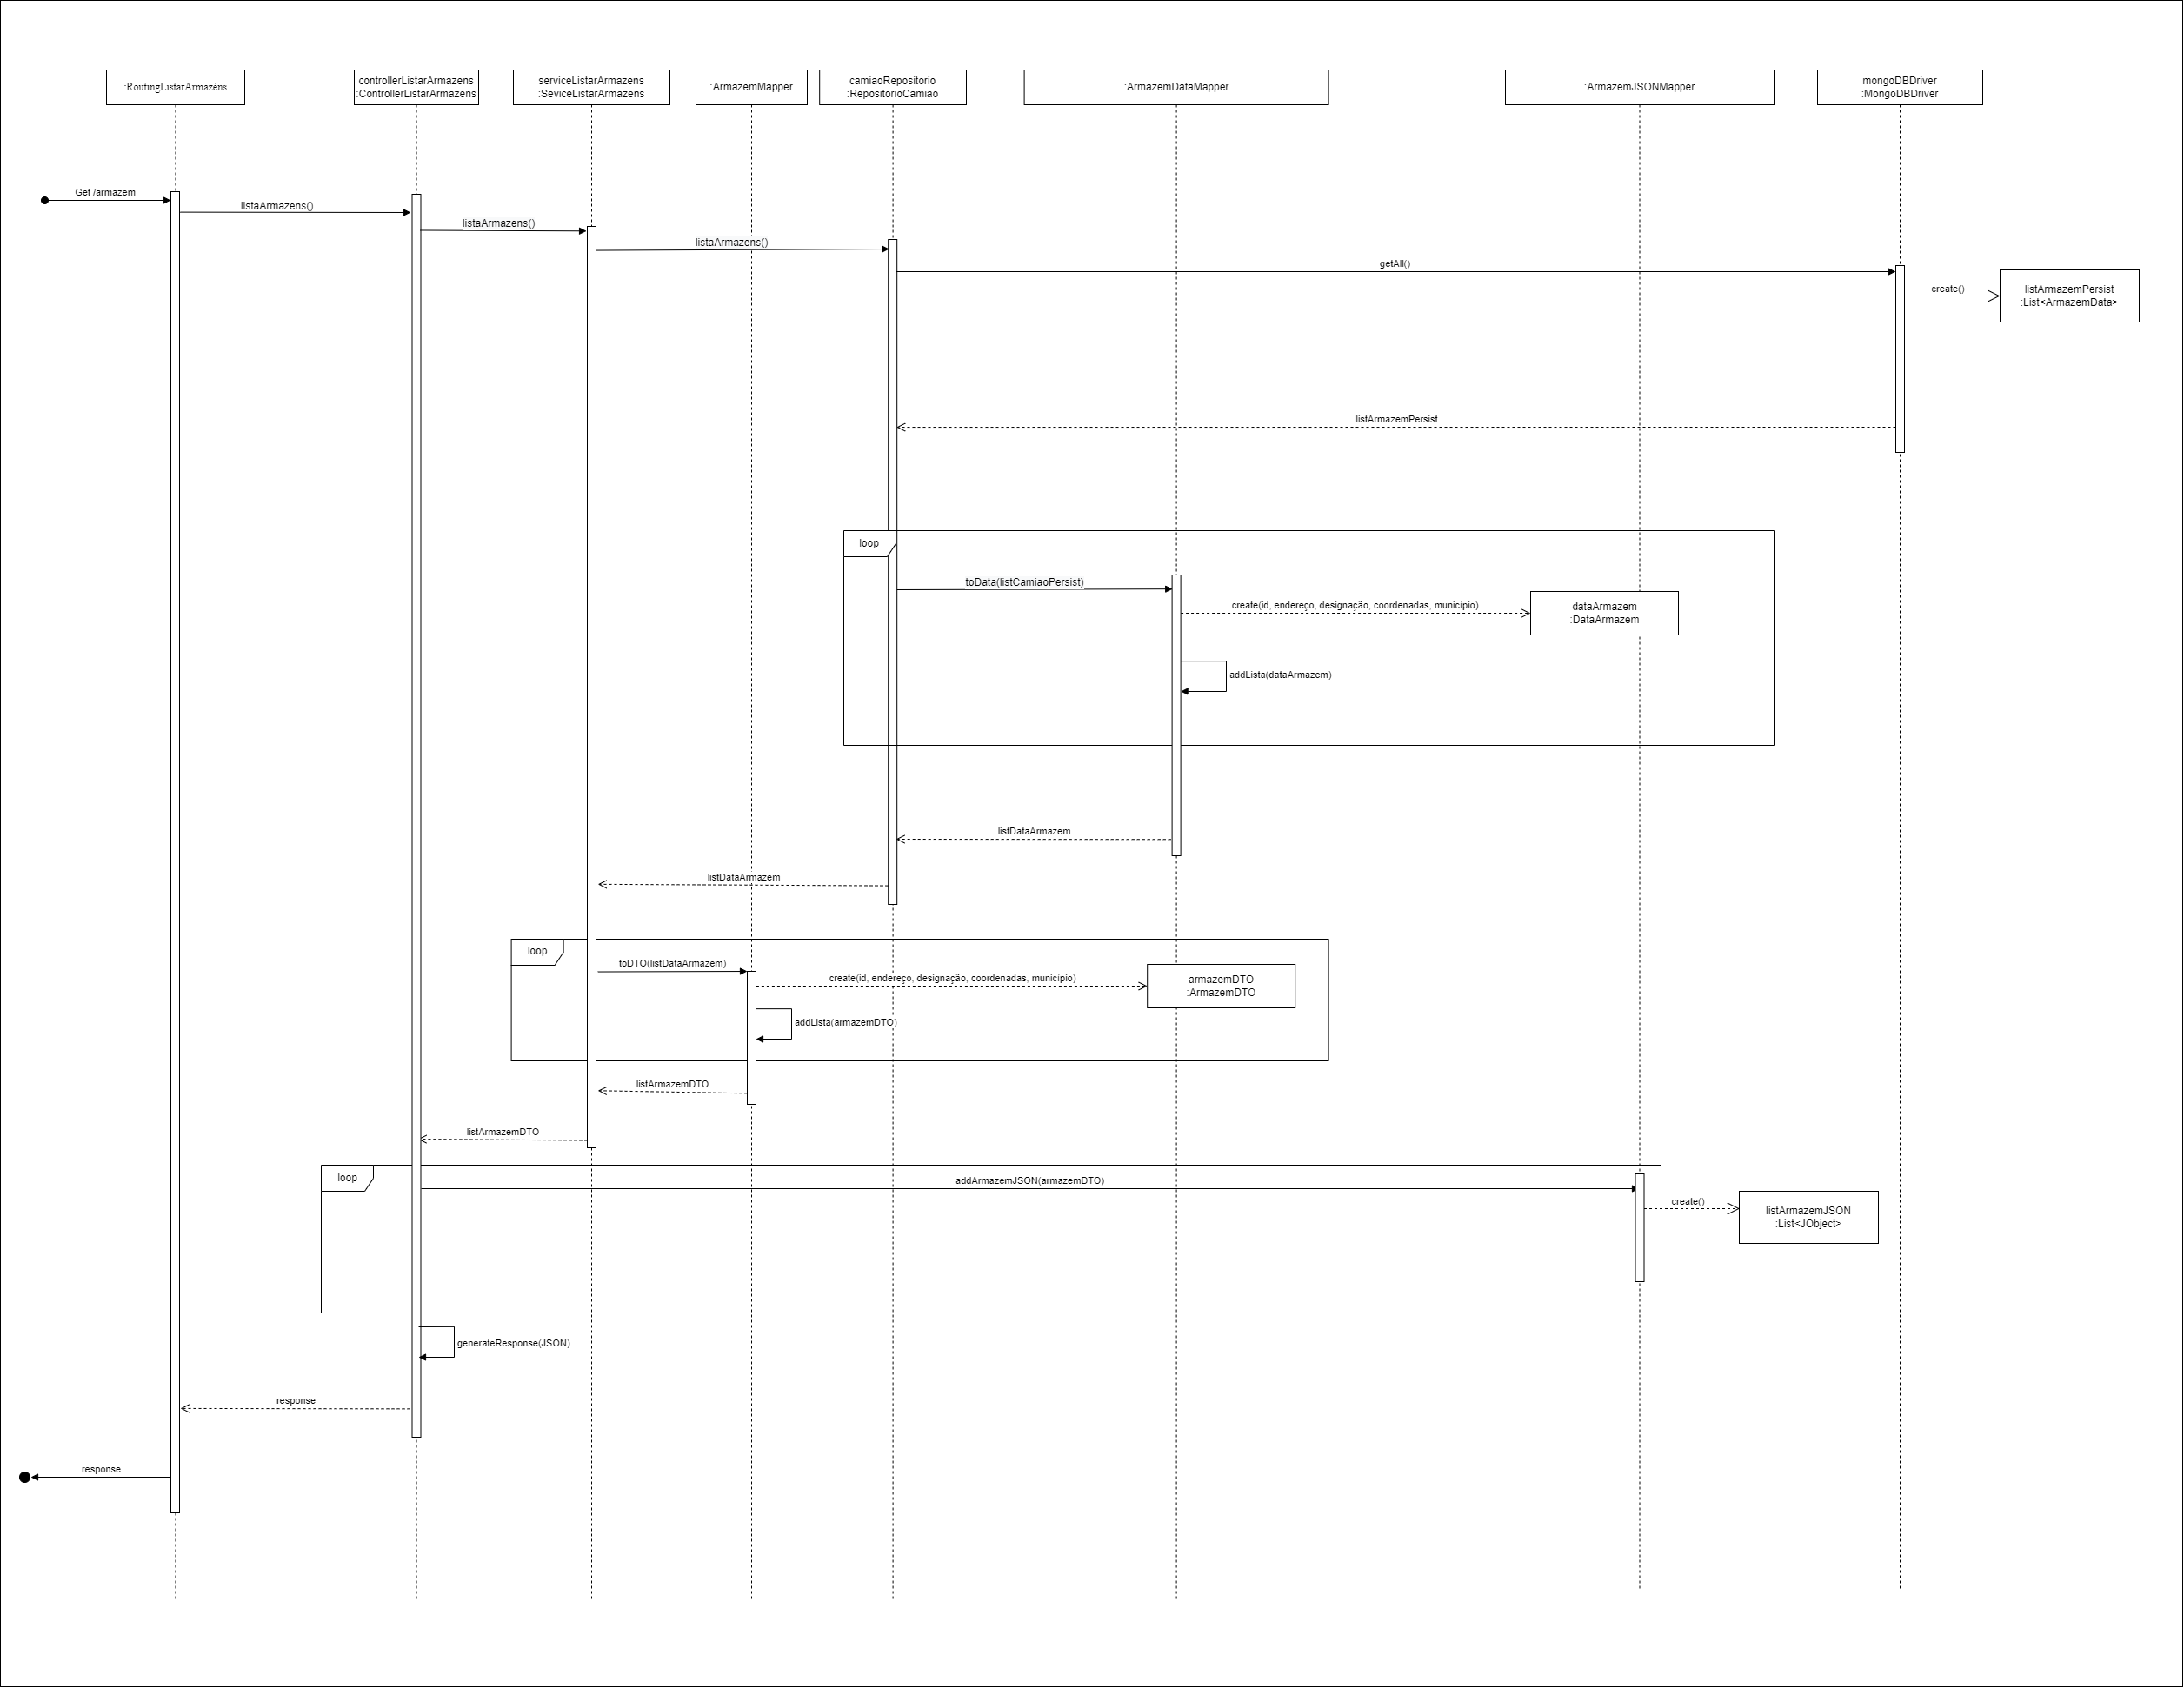 :RoutingListarArmazéns
controllerListarArmazens
:ControllerListarArmazens
serviceListarArmazens
:SeviceListarArmazens
:ArmazemMapper
camiaoRepositorio
:RepositorioCamiao
:ArmazemDataMapper
:ArmazemJSONMapper
mongoDBDriver
:MongoDBDriver
Get /armazem
listaArmazens()
listaArmazens()
listaArmazens()
getAll()
create()
listArmazemPersist
:List<ArmazemData>
listArmazemPersist
loop
toData(listCamiaoPersist)
create(id, endereço, designação, coordenadas, município)
dataArmazem
:DataArmazem
addLista(dataArmazem)
listDataArmazem
listDataArmazem
loop
toDTO(listDataArmazem)
create(id, endereço, designação, coordenadas, município)
armazemDTO
:ArmazemDTO
addLista(armazemDTO)
listArmazemDTO
listArmazemDTO
loop
addArmazemJSON(armazemDTO)
create()
listArmazemJSON
:List<JObject>
generateResponse(JSON)
response
response